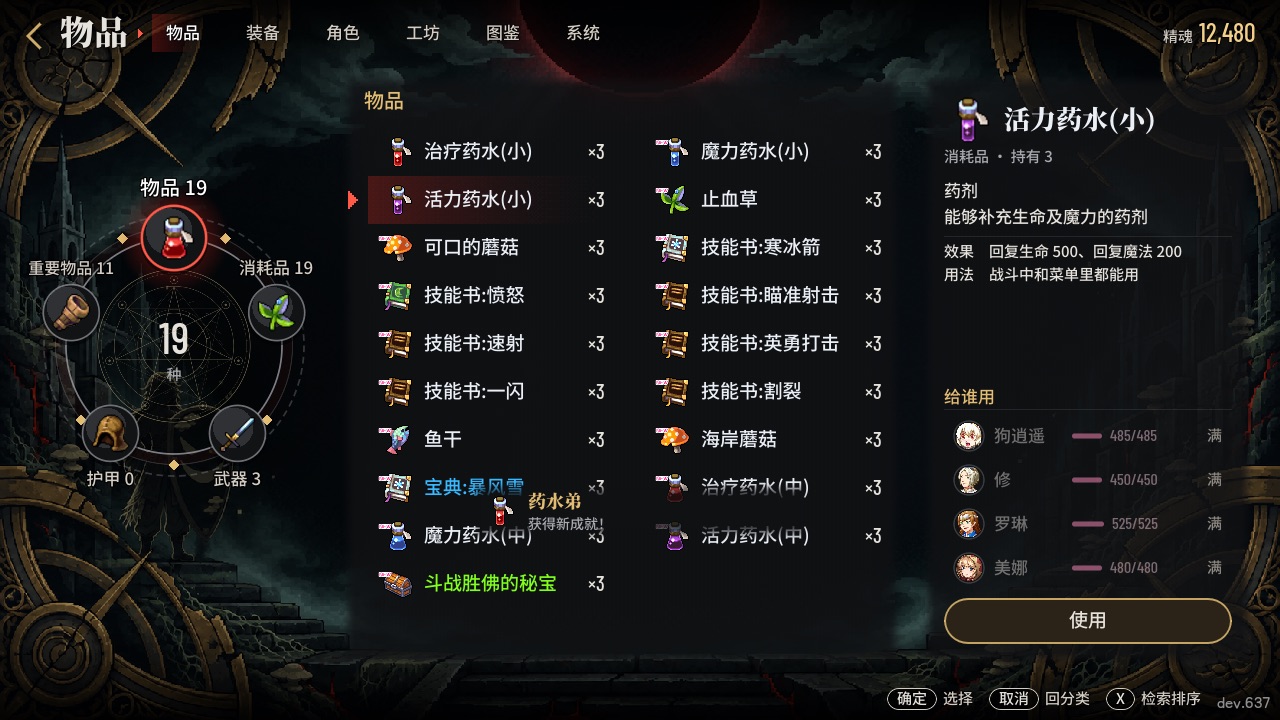 物品
物品 装备 角色 工坊 图鉴 系统
精魂 12,480
物品 19
重要物品 11
消耗品 19
19
种
护甲 0
武器 3
物品
治疗药水(小) ×3
魔力药水(小) ×3
活力药水(小) ×3
止血草 ×3
可口的蘑菇 ×3
技能书:寒冰箭 ×3
技能书:愤怒 ×3
技能书:瞄准射击 ×3
技能书:速射 ×3
技能书:英勇打击 ×3
技能书:一闪 ×3
技能书:割裂 ×3
鱼干 ×3
海岸蘑菇 ×3
宝典:暴风雪 ×3
治疗药水(中) ×3
药水弟
获得新成就!
魔力药水(中) ×3
活力药水(中) ×3
斗战胜佛的秘宝 ×3
活力药水(小)
消耗品 · 持有 3
药剂
能够补充生命及魔力的药剂
效果 回复生命 500、回复魔法 200
用法 战斗中和菜单里都能用
给谁用
狗逍遥 485/485 满
修 450/450 满
罗琳 525/525 满
美娜 480/480 满
使用
确定 选择 取消 回分类 X 检索排序
dev.637